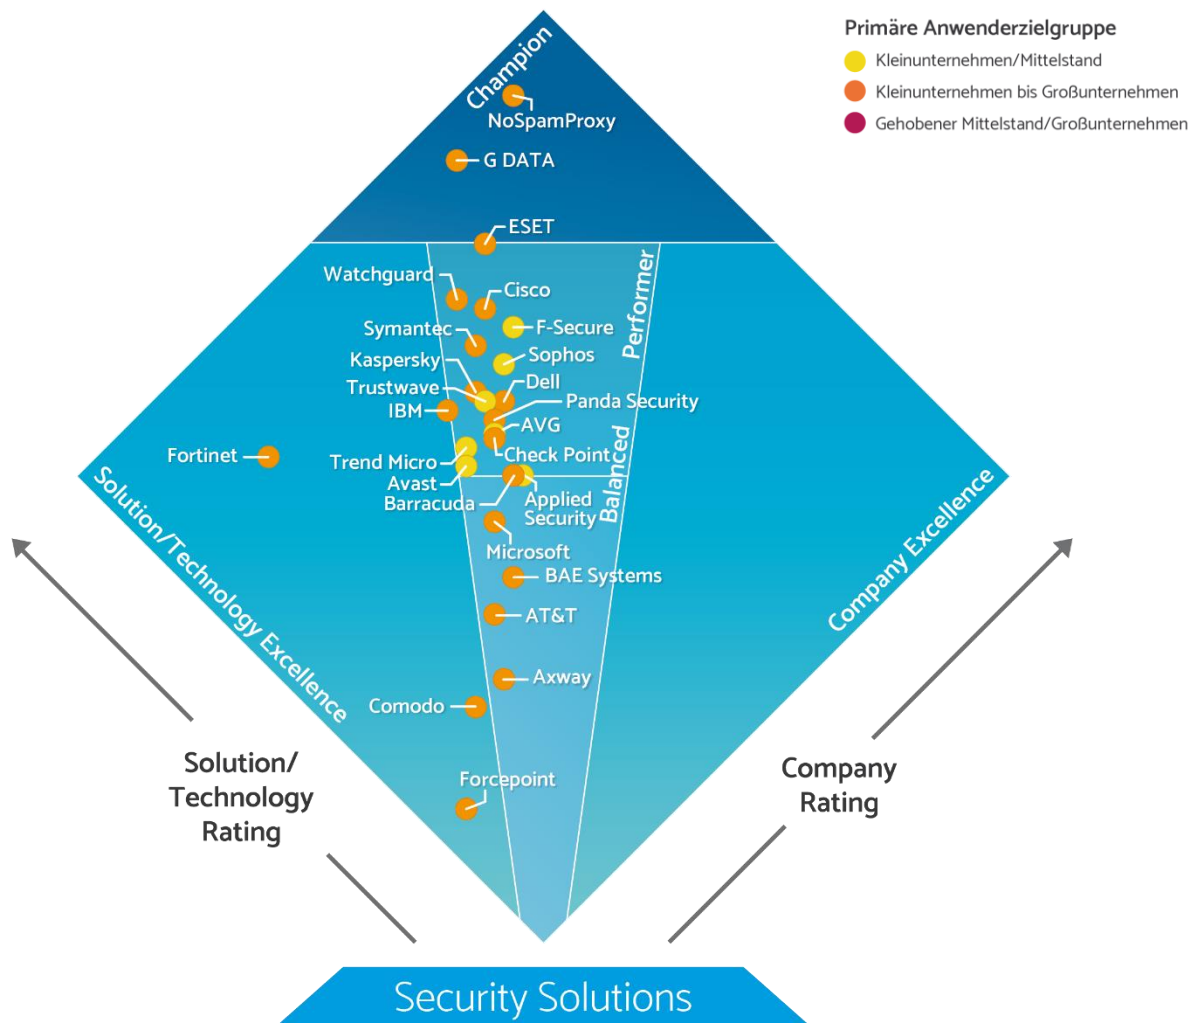 Primäre Anwenderzielgruppe
Kleinunternehmen/Mittelstand
Kleinunternehmen bis Großunternehmen
Gehobener Mittelstand/Großunternehmen
Champion
NoSpamProxy
G DATA
ESET
Watchguard
Cisco
Performer
F-Secure
Symantec
Sophos
Kaspersky
Dell
Trustwave
Panda Security
IBM
AVG
Fortinet
Check Point
Trend Micro
Avast
Balanced
Barracuda
Applied
Security
Microsoft
BAE Systems
AT&T
Axway
Comodo
Forcepoint
Solution/Technology Excellence
Company Excellence
Solution/
Technology
Rating
Company
Rating
Security Solutions